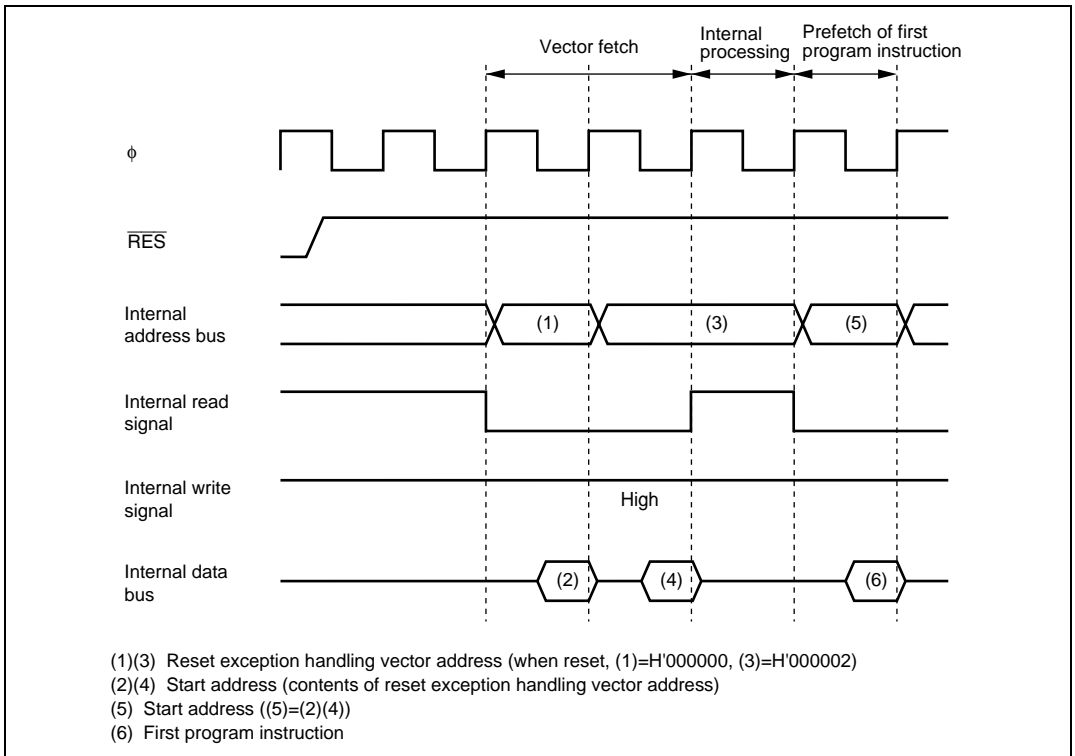 Vector fetch
Internal
processing
Prefetch of first
program instruction
φ
RES
Internal
address bus
(1)
(3)
(5)
Internal read
signal
Internal write
signal
High
Internal data
bus
(2)
(4)
(6)
(1)(3) Reset exception handling vector address (when reset, (1)=H'000000, (3)=H'000002)
(2)(4) Start address (contents of reset exception handling vector address)
(5) Start address ((5)=(2)(4))
(6) First program instruction